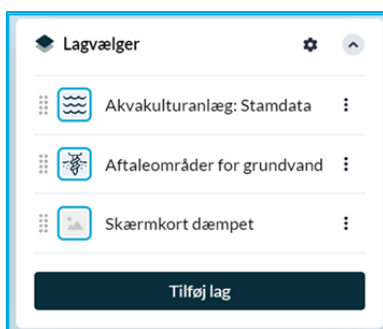 Lagvælger
Akvakulturanlæg: Stamdata
Aftaleområder for grundvand
Skærmkort dæmpet
Tilføj lag